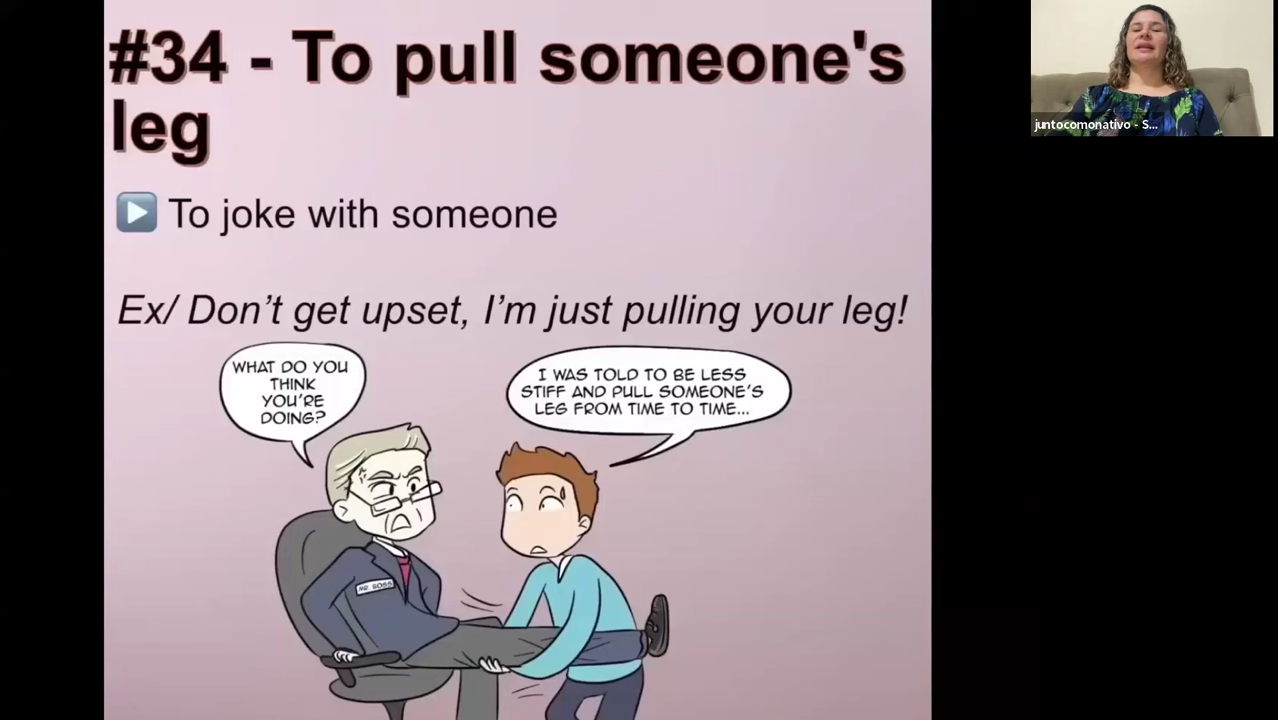 #34 - To pull someone's
leg
To joke with someone
Ex/ Don't get upset, I'm just pulling your leg!
WHAT DO YOU
THINK
YOU'RE
DOING?
I WAS TOLD TO BE LESS
STIFF AND PULL SOMEONE'S
LEG FROM TIME TO TIME...
MR BOSS
juntocomonativo - S...